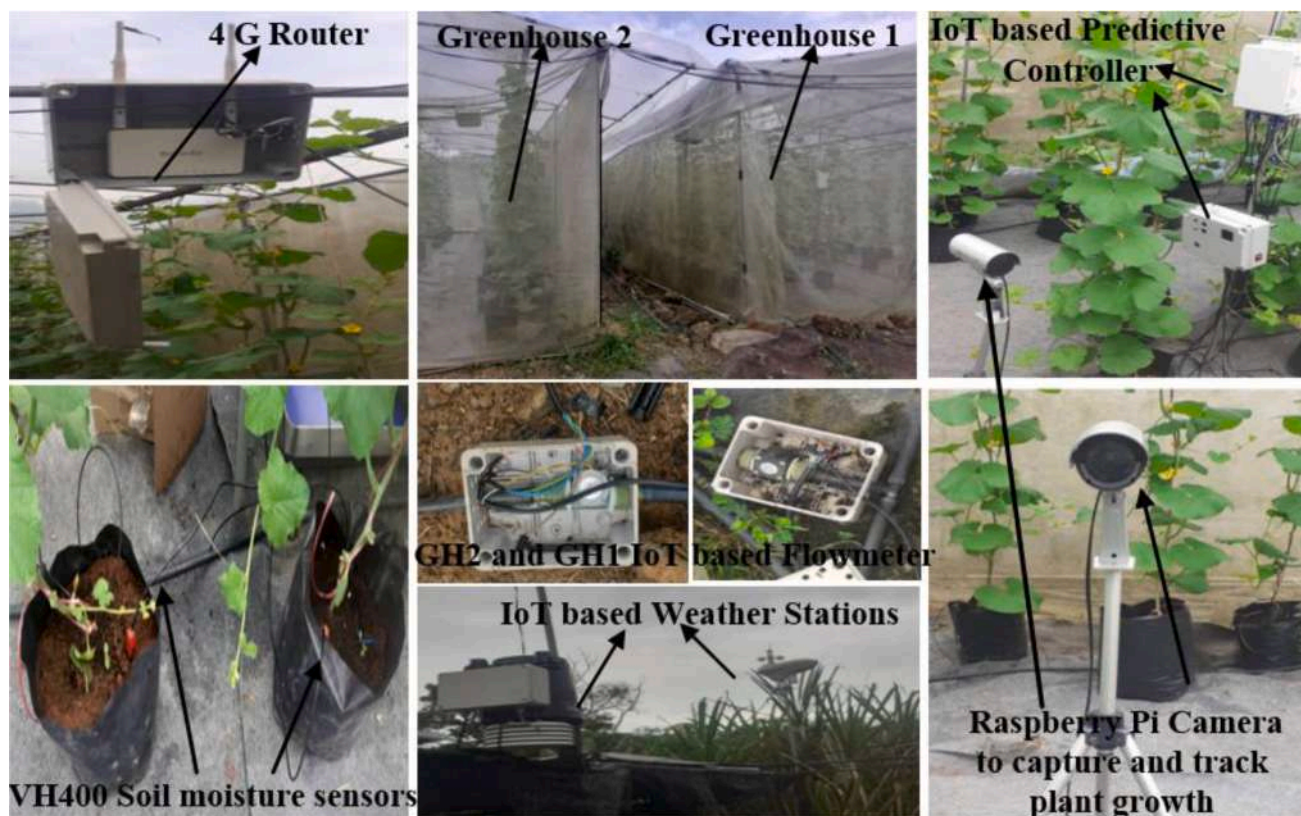 4 G Router
Greenhouse 2
Greenhouse 1
IoT based Predictive
Controller
GH2 and GH1 IoT based Flowmeter
IoT based Weather Stations
VH400 Soil moisture sensors
Raspberry Pi Camera
to capture and track
plant growth